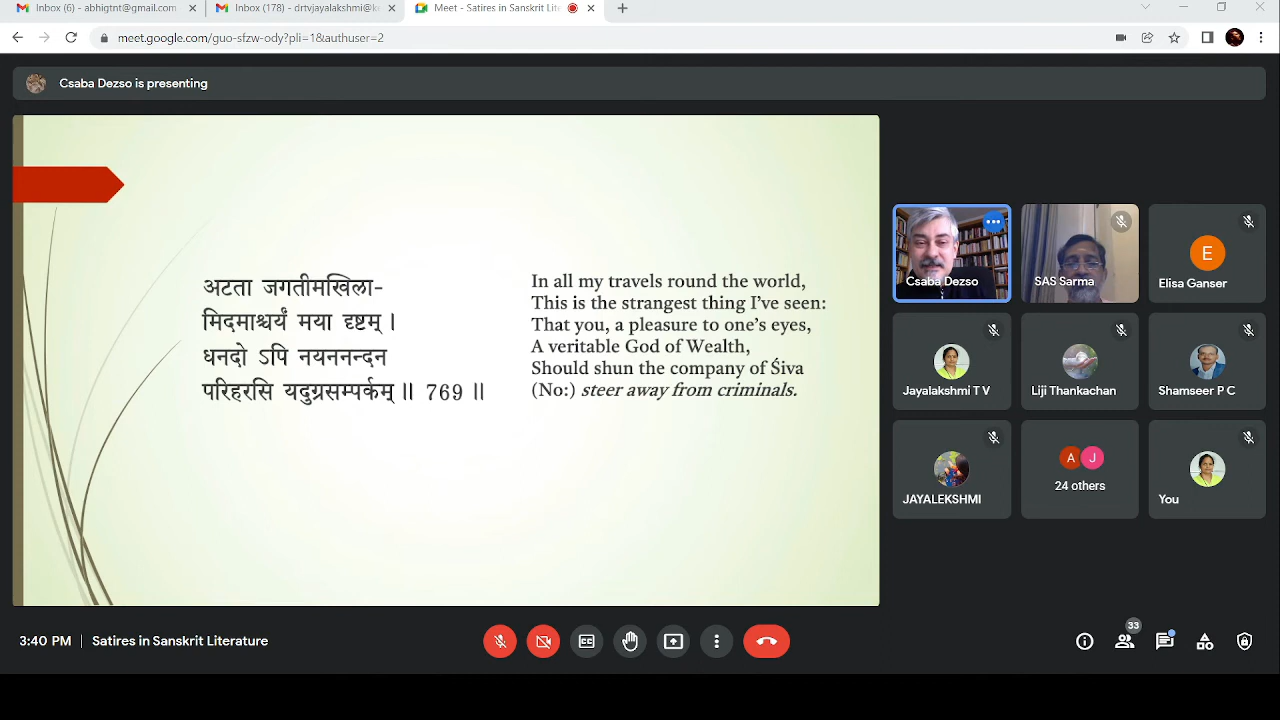 Inbox (6) - abhigtnt@gmail.com
Inbox (178) - drtvjayalakshmi@k
Meet - Satires in Sanskrit Lite
meet.google.com/guo-sfzw-ody?pli=1&authuser=2
Csaba Dezso is presenting
अटता जगतीमखिला-
मिदमाश्चर्यं मया दृष्टम् ।
धनदो ऽपि नयननन्दन
परिहरसि यदुग्रसम्पर्कम् ॥ 769 ॥
In all my travels round the world,
This is the strangest thing I’ve seen:
That you, a pleasure to one’s eyes,
A veritable God of Wealth,
Should shun the company of Śiva
(No:) steer away from criminals.
Csaba Dezso
SAS Sarma
E
Elisa Ganser
Jayalakshmi T V
Liji Thankachan
Shamseer P C
JAYALEKSHMI
A J
24 others
You
3:40 PM | Satires in Sanskrit Literature
33